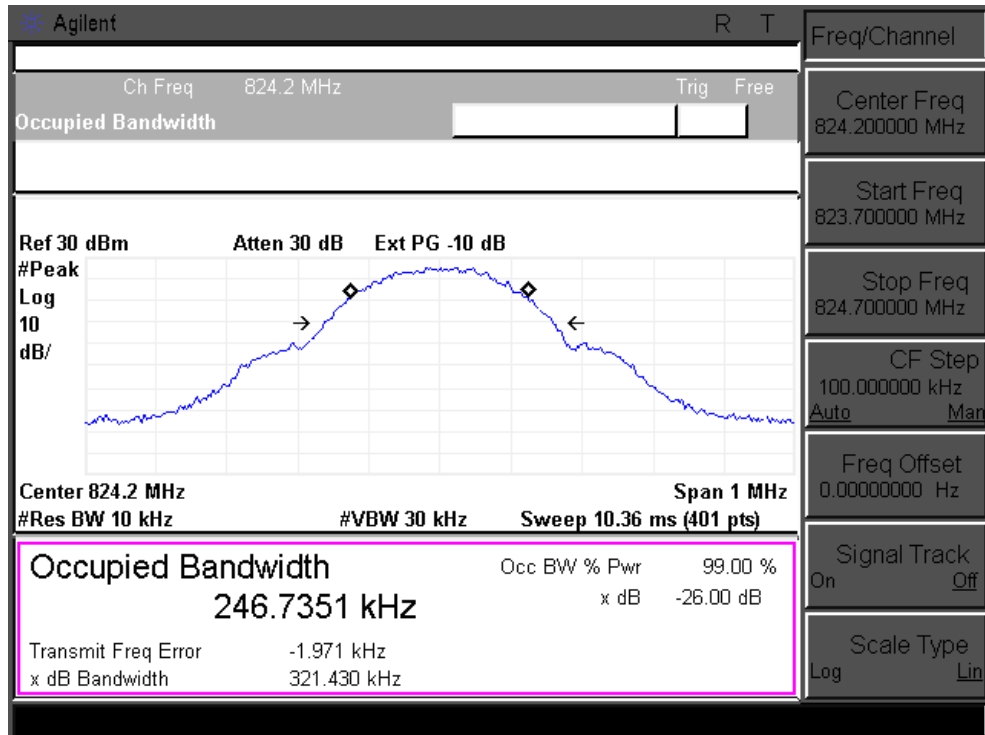 Agilent R T
Ch Freq 824.2 MHz Trig Free
Occupied Bandwidth
Ref 30 dBm Atten 30 dB Ext PG -10 dB
#Peak
Log
10
dB/
Center 824.2 MHz Span 1 MHz
#Res BW 10 kHz #VBW 30 kHz Sweep 10.36 ms (401 pts)
Occupied Bandwidth Occ BW % Pwr 99.00 %
246.7351 kHz x dB -26.00 dB
Transmit Freq Error -1.971 kHz
x dB Bandwidth 321.430 kHz
Freq/Channel
Center Freq
824.200000 MHz
Start Freq
823.700000 MHz
Stop Freq
824.700000 MHz
CF Step
100.000000 kHz
Auto Man
Freq Offset
0.00000000 Hz
Signal Track
On Off
Scale Type
Log Lin